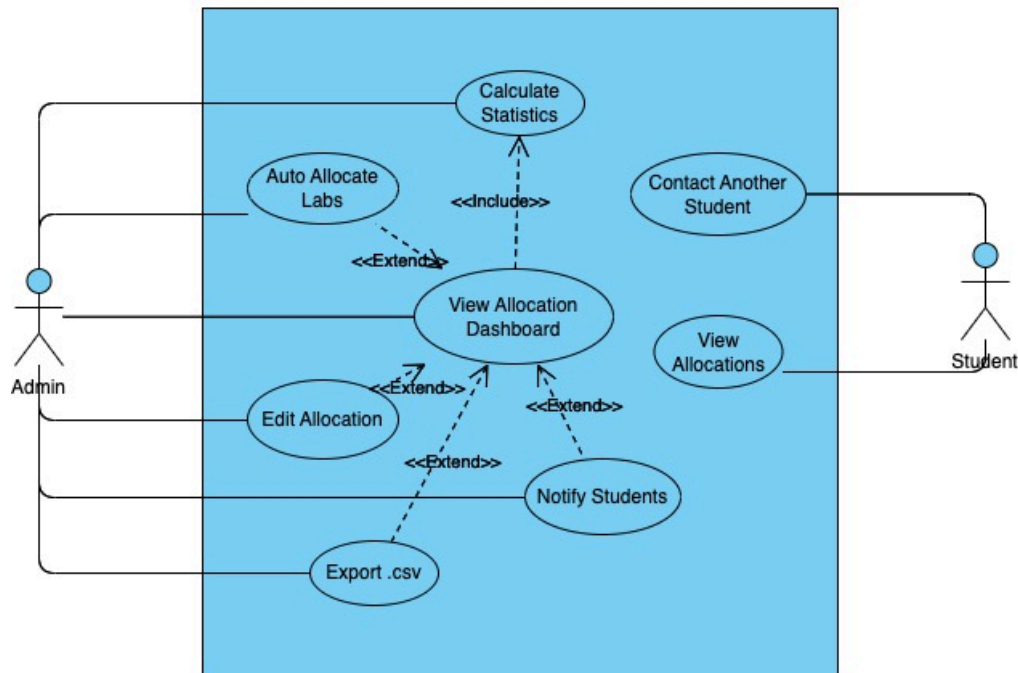 Calculate
Statistics
Auto Allocate
Labs
Contact Another
Student
<<Include>>
<<Extend>>
View Allocation
Dashboard
View
Allocations
Admin
Student
<<Extend>>
Edit Allocation
<<Extend>>
<<Extend>>
Notify Students
Export .csv